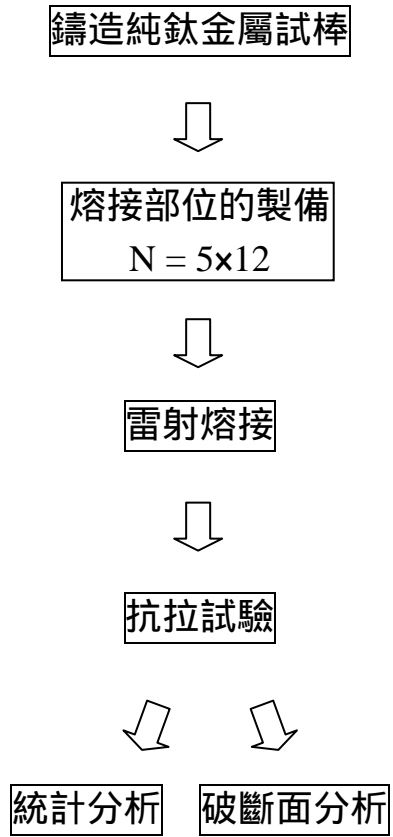 鑄造純鈦金屬試棒
熔接部位的製備
N = 5×12
雷射熔接
抗拉試驗
統計分析
破斷面分析